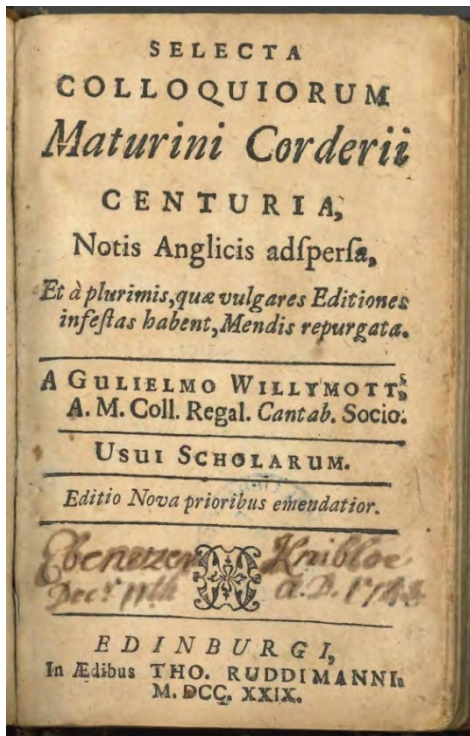 SELECTA
COLLOQUIORUM
Maturini Corderii
CENTURIA,
Notis Anglicis adſperſa,
Et à plurimis, quæ vulgares Editiones
infeſtas habent, Mendis repurgata.
A GULIELMO WILLYMOTT,
A. M. Coll. Regal. Cantab. Socio.
USUI SCHOLARUM.
Editio Nova prioribus emendatior.
Ebenezer Knibloe
Decr. 11th A.D.
EDINBURGI,
In Ædibus THO. RUDDIMANNI.
M. DCC. XXIX.